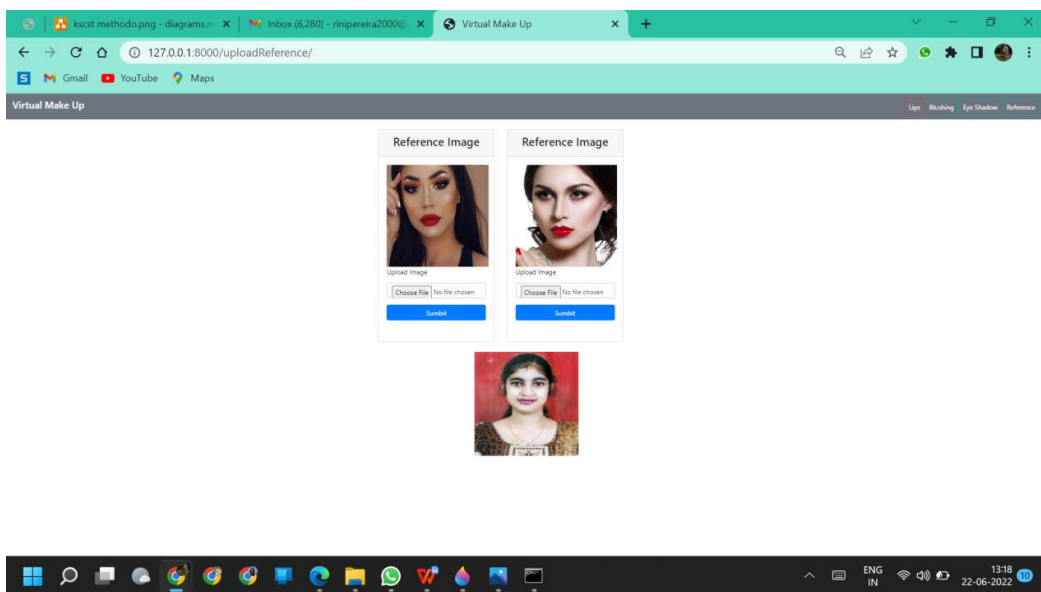 kscst methodo.png - diagrams.n
Inbox (6,280) - rinipereira2000@
Virtual Make Up
127.0.0.1:8000/uploadReference/
S Gmail YouTube Maps
Virtual Make Up
Lips Blushing Eye Shadow Reference
Reference Image Reference Image
Upload Image Upload Image
Choose File No file chosen Choose File No file chosen
Sumbit Sumbit
ENG
IN
13:18
22-06-2022
10